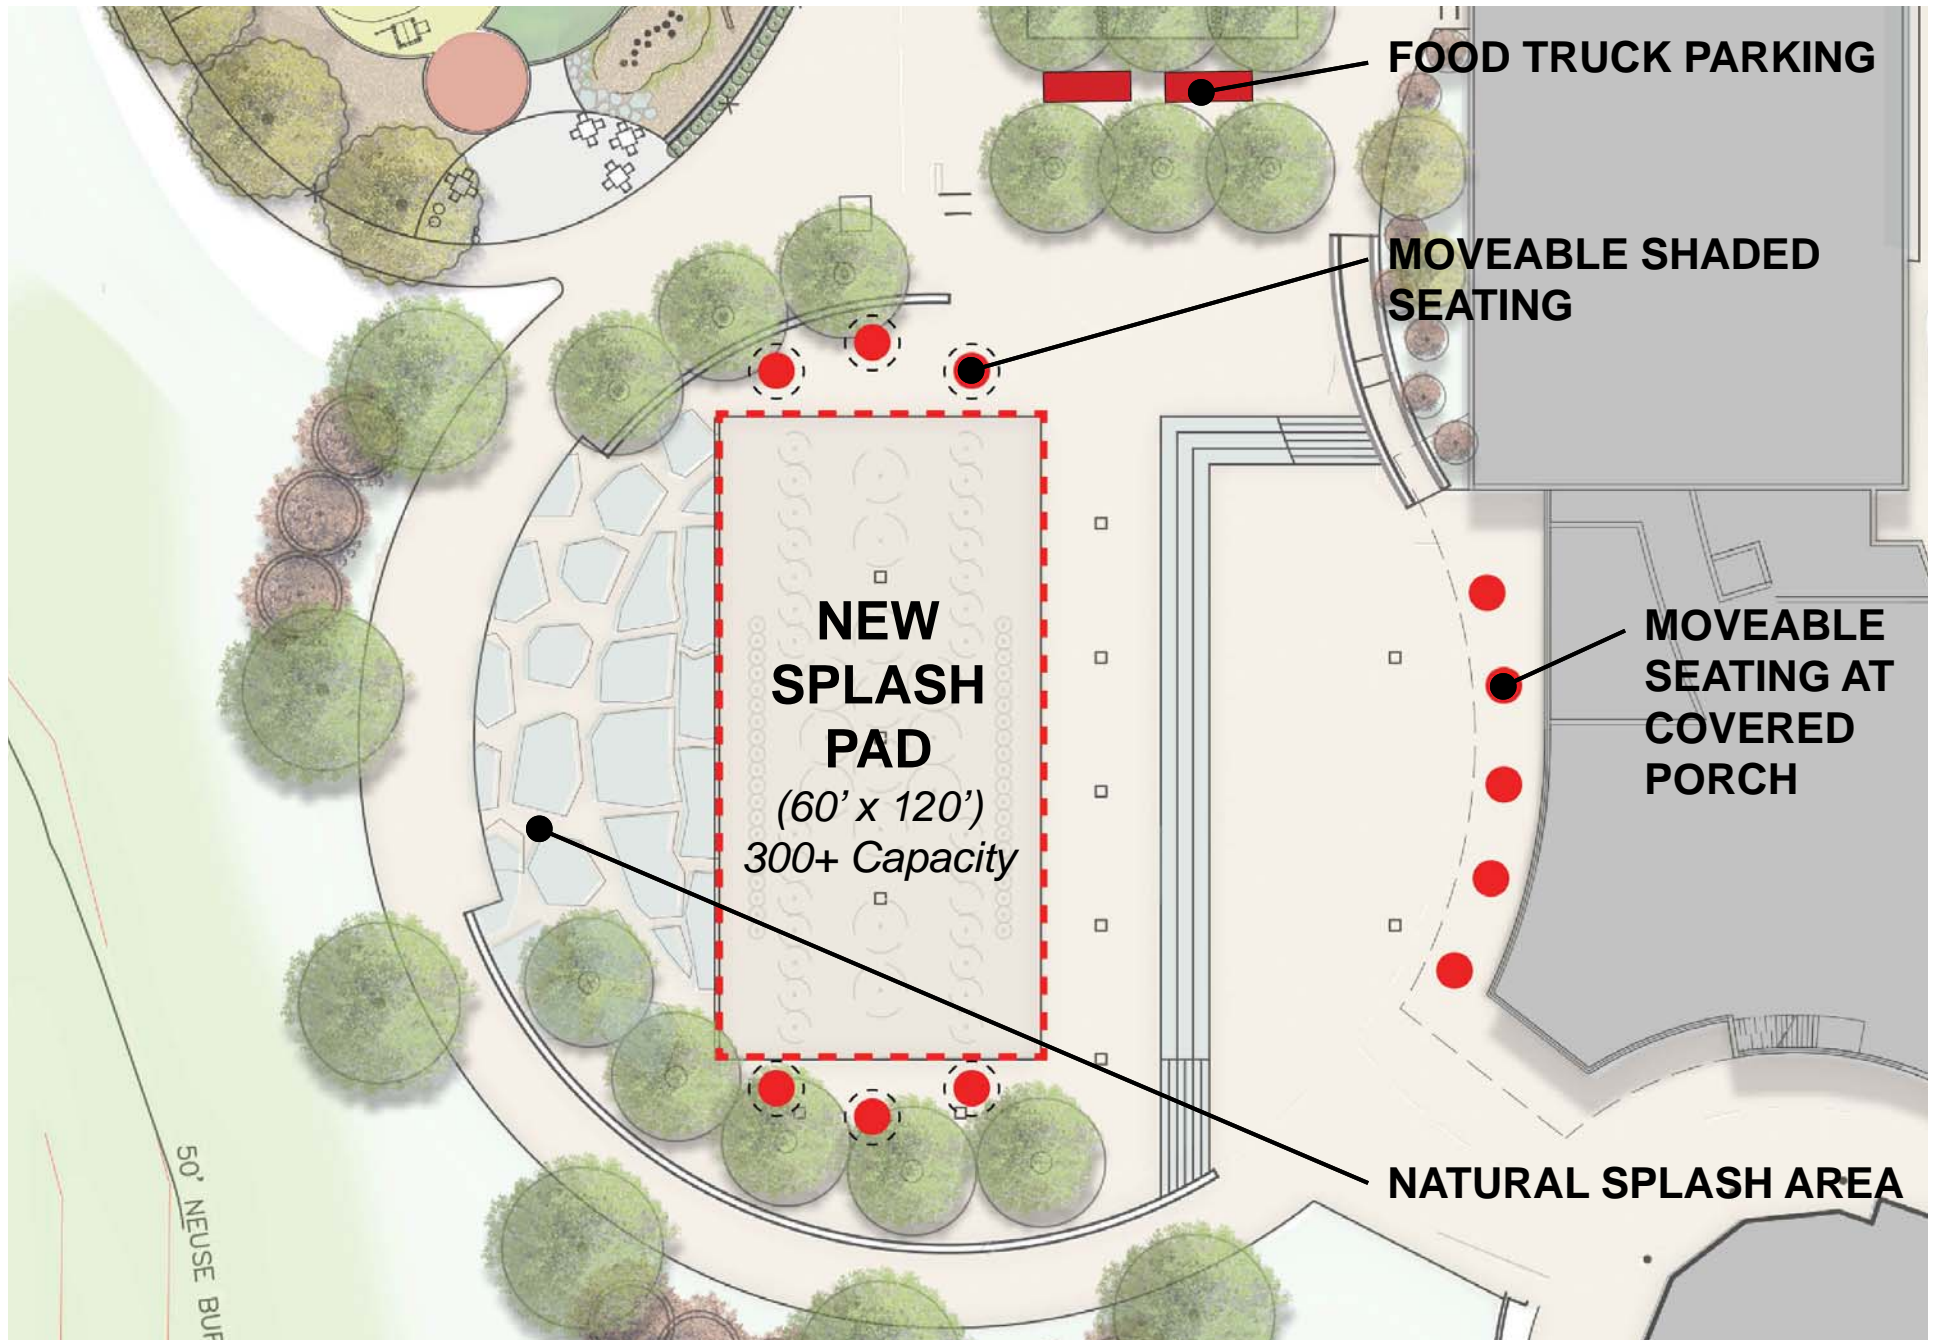 FOOD TRUCK PARKING
MOVEABLE SHADED
SEATING
NEW
SPLASH
PAD
(60’ x 120’)
300+ Capacity
MOVEABLE
SEATING AT
COVERED
PORCH
NATURAL SPLASH AREA
50’ NEUSE